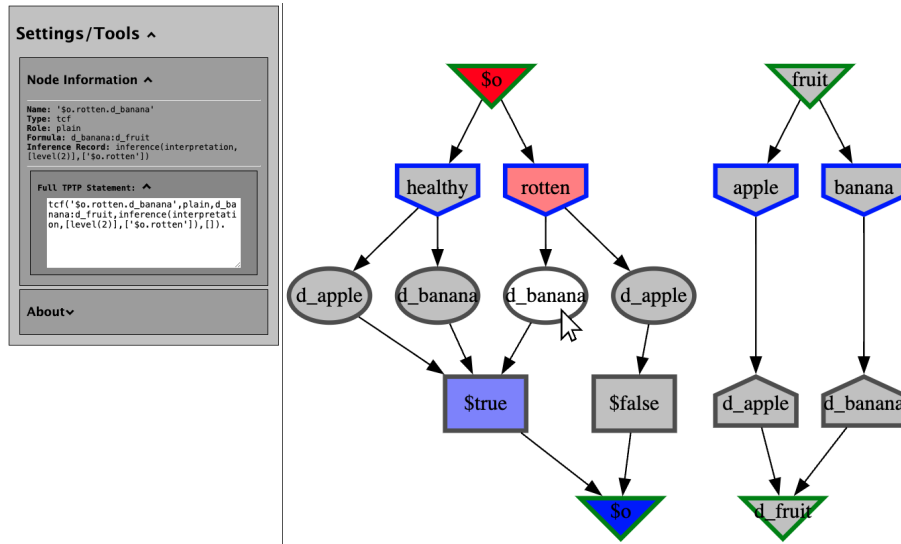 Settings/Tools
Node Information
Name: '$o.rotten.d_banana'
Type: tcf
Role: plain
Formula: d_banana:d_fruit
Inference Record: inference(interpretation,
[level(2)],['$o.rotten'])
Full TPTP Statement:
tcf('$o.rotten.d_banana',plain,d_ba
nana:d_fruit,inference(interpretati
on,[level(2)],['$o.rotten']),[]).
About
$o
fruit
healthy
rotten
apple
banana
d_apple
d_banana
d_banana
d_apple
$true
$false
d_apple
d_banana
$o
d_fruit